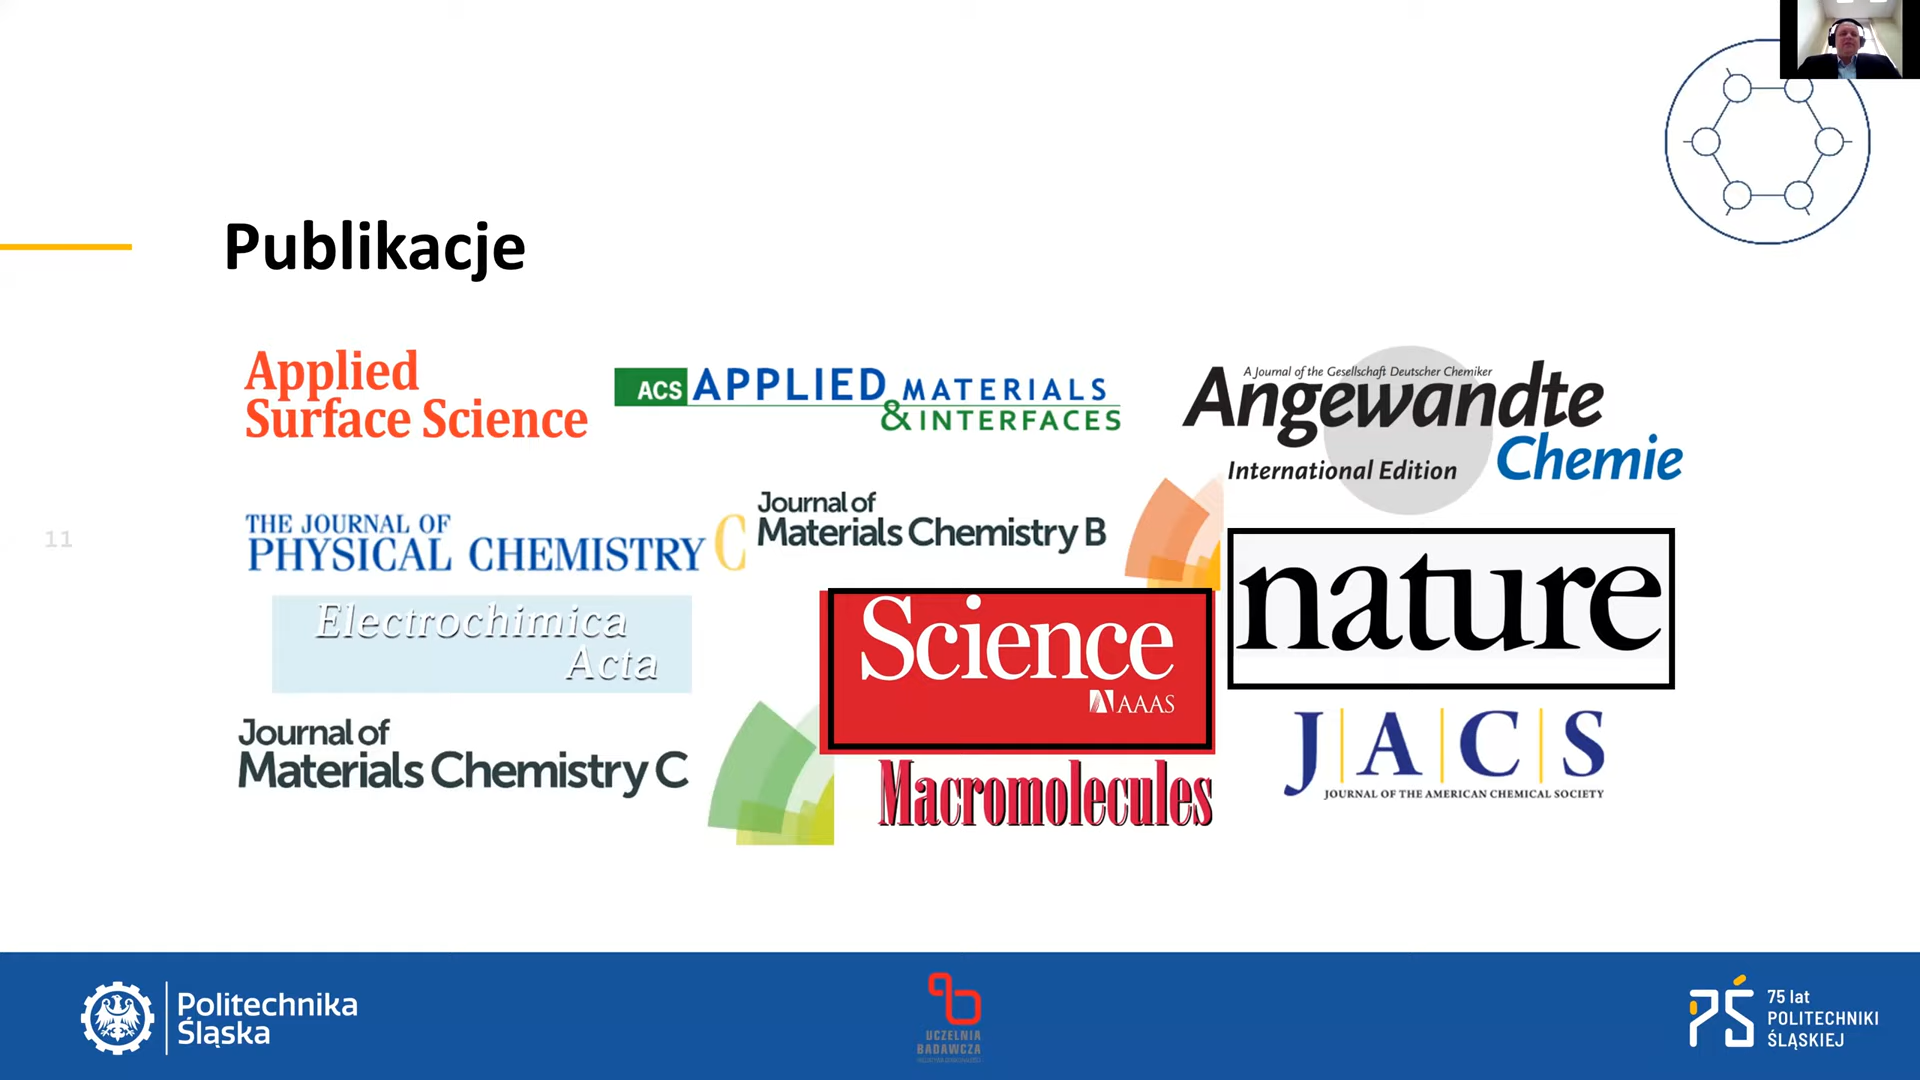 Publikacje
Applied
Surface Science
ACS APPLIED MATERIALS
& INTERFACES
A Journal of the Gesellschaft Deutscher Chemiker
Angewandte
International Edition Chemie
THE JOURNAL OF
PHYSICAL CHEMISTRY C
Journal of
Materials Chemistry B
11
nature
Electrochimica
Acta
Science
AAAS
Journal of
Materials Chemistry C
Macromolecules
J|A|C|S
JOURNAL OF THE AMERICAN CHEMICAL SOCIETY
Politechnika
Śląska
UCZELNIA
BADAWCZA
75 lat
POLITECHNIKI
ŚLĄSKIEJ